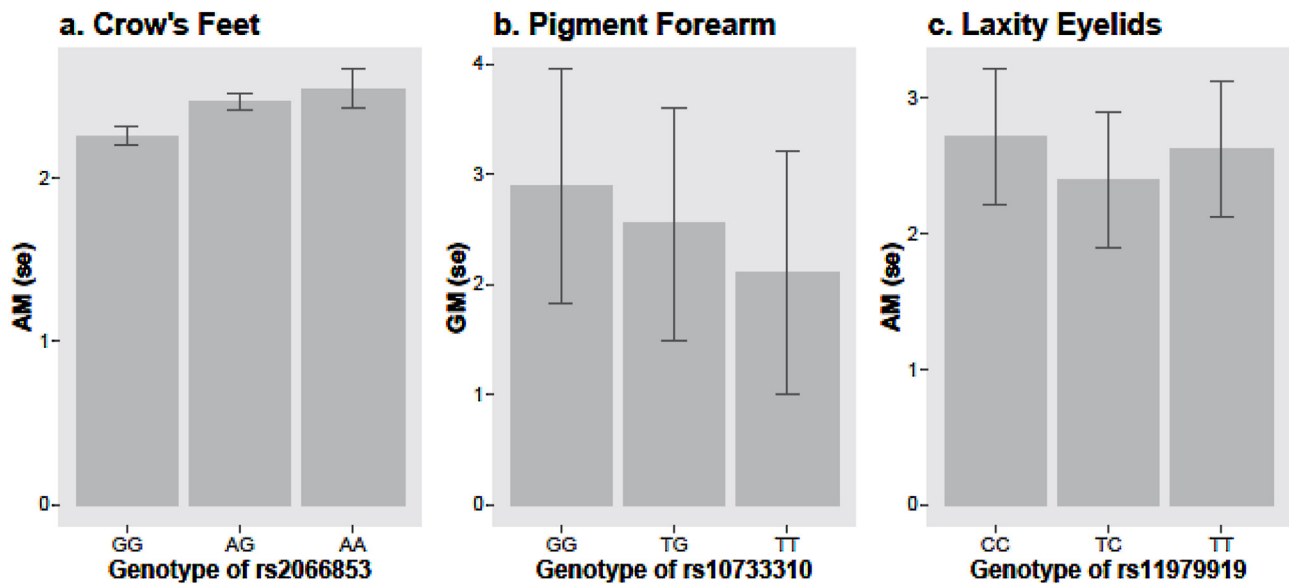 a. Crow's Feet
AM (se)
2
1
0
GG AG AA
Genotype of rs2066853
b. Pigment Forearm
GM (se)
4
3
2
1
0
GG TG TT
Genotype of rs10733310
c. Laxity Eyelids
AM (se)
3
2
1
0
CC TC TT
Genotype of rs11979919